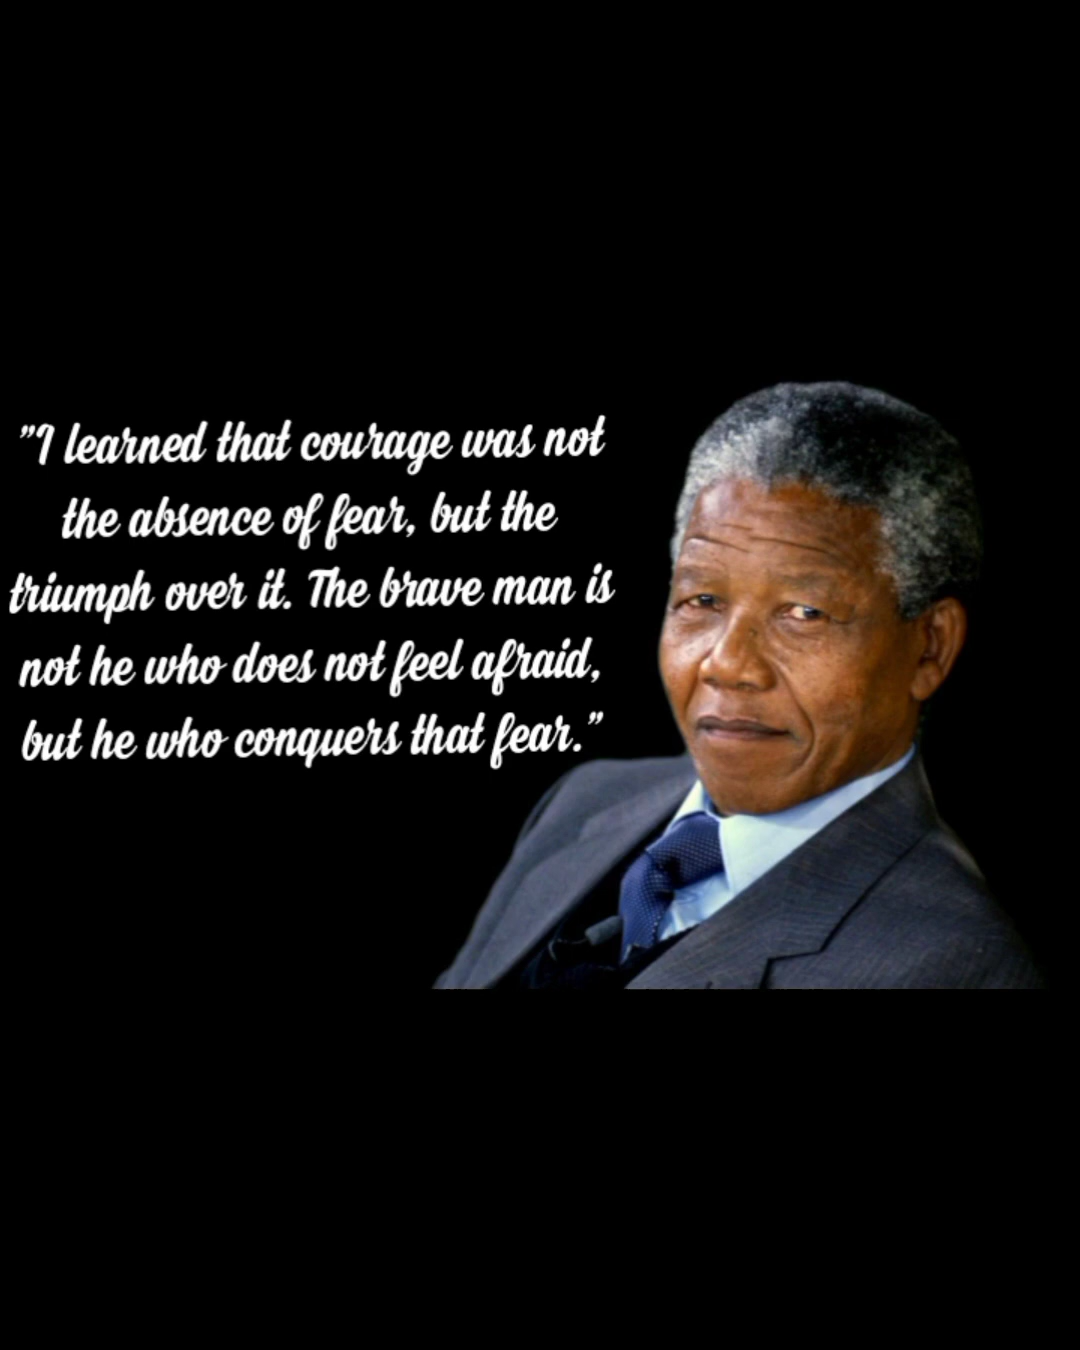 ”I learned that courage was not
the absence of fear, but the
triumph over it. The brave man is
not he who does not feel afraid,
but he who conquers that fear.”